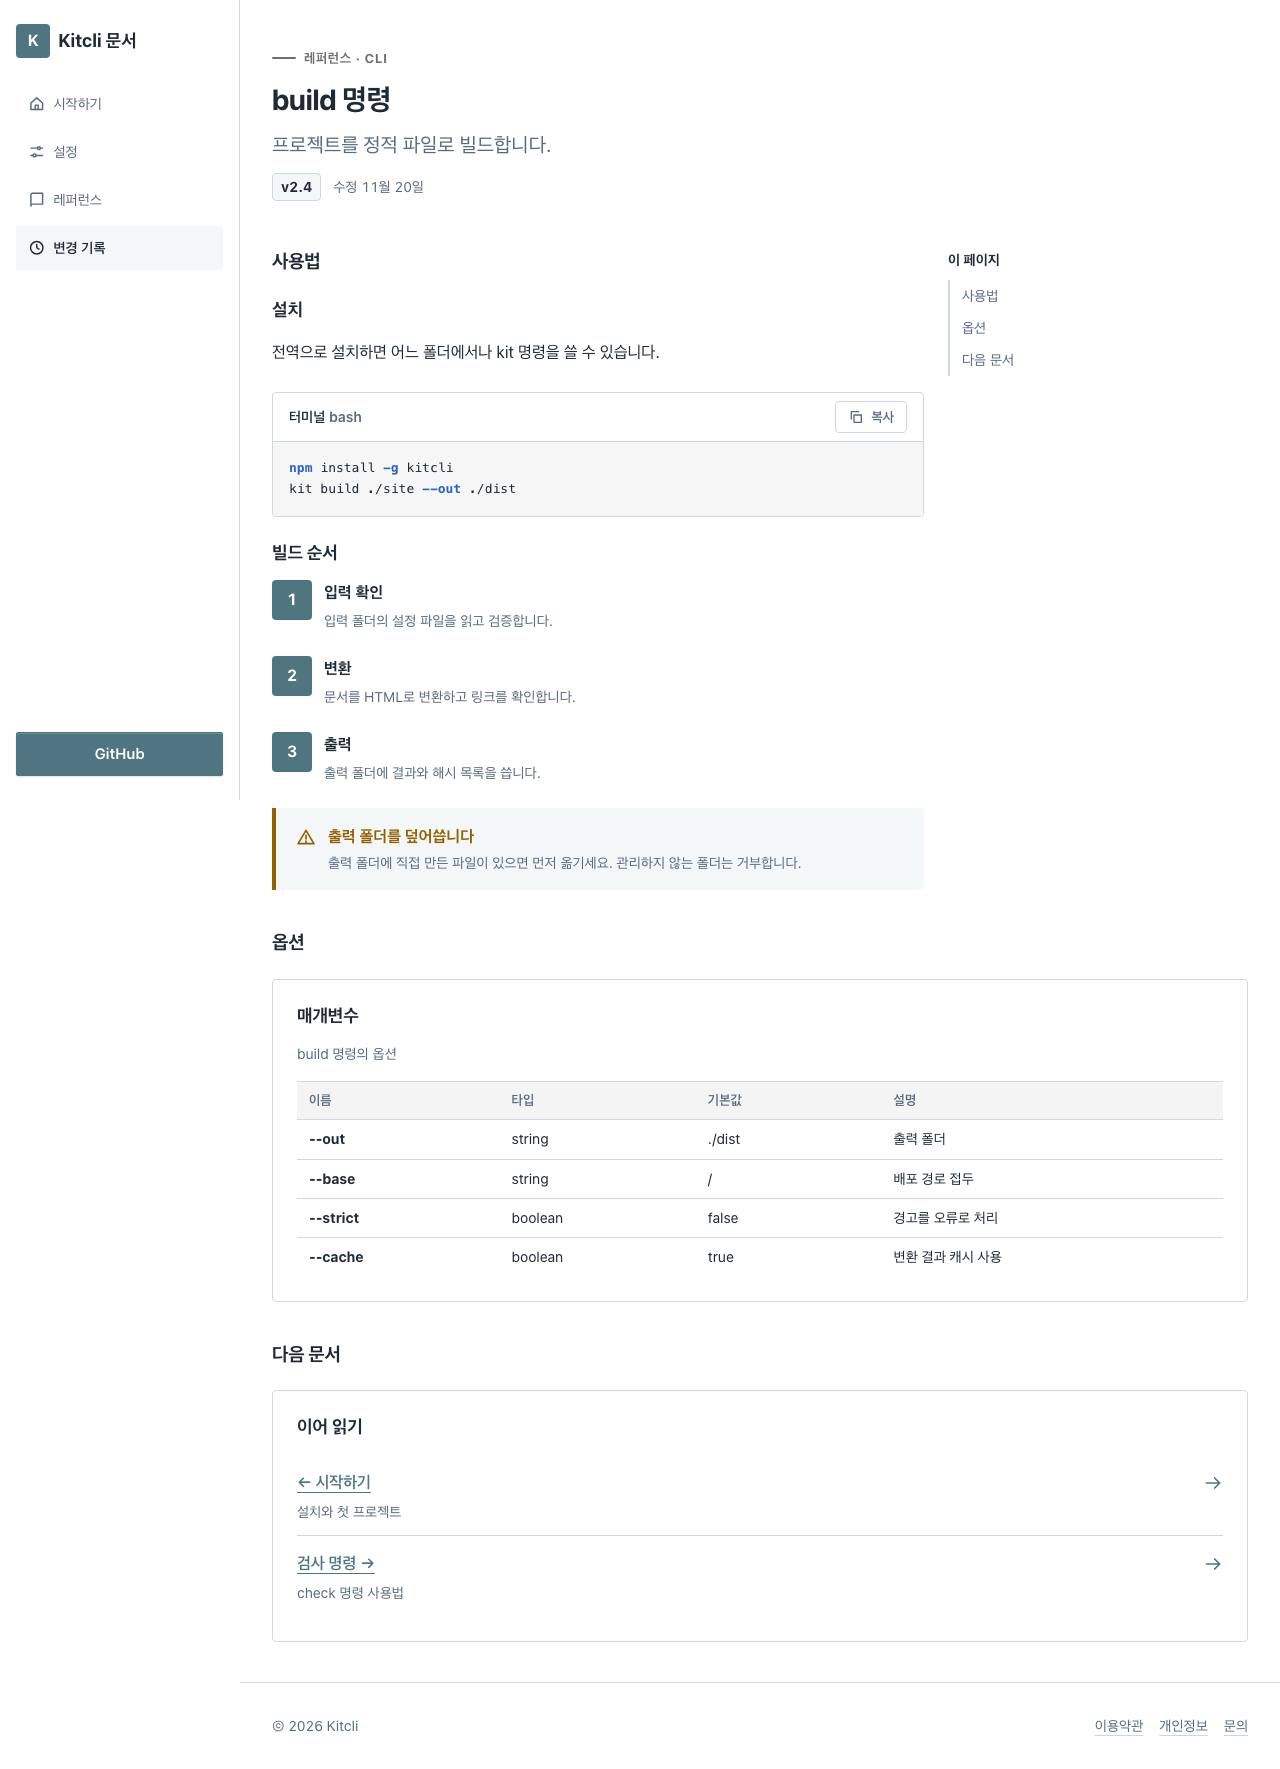 K Kitcli 문서
시작하기
설정
레퍼런스
변경 기록
GitHub
레퍼런스 · CLI
build 명령
프로젝트를 정적 파일로 빌드합니다.
v2.4 수정 11월 20일
사용법
설치
전역으로 설치하면 어느 폴더에서나 kit 명령을 쓸 수 있습니다.
터미널 bash 복사
npm install -g kitcli
kit build ./site --out ./dist
빌드 순서
1 입력 확인
입력 폴더의 설정 파일을 읽고 검증합니다.
2 변환
문서를 HTML로 변환하고 링크를 확인합니다.
3 출력
출력 폴더에 결과와 해시 목록을 씁니다.
출력 폴더를 덮어씁니다
출력 폴더에 직접 만든 파일이 있으면 먼저 옮기세요. 관리하지 않는 폴더는 거부합니다.
이 페이지
사용법
옵션
다음 문서
옵션
매개변수
build 명령의 옵션
이름 타입 기본값 설명
--out string ./dist 출력 폴더
--base string / 배포 경로 접두
--strict boolean false 경고를 오류로 처리
--cache boolean true 변환 결과 캐시 사용
다음 문서
이어 읽기
← 시작하기 →
설치와 첫 프로젝트
검사 명령 → →
check 명령 사용법
© 2026 Kitcli 이용약관 개인정보 문의